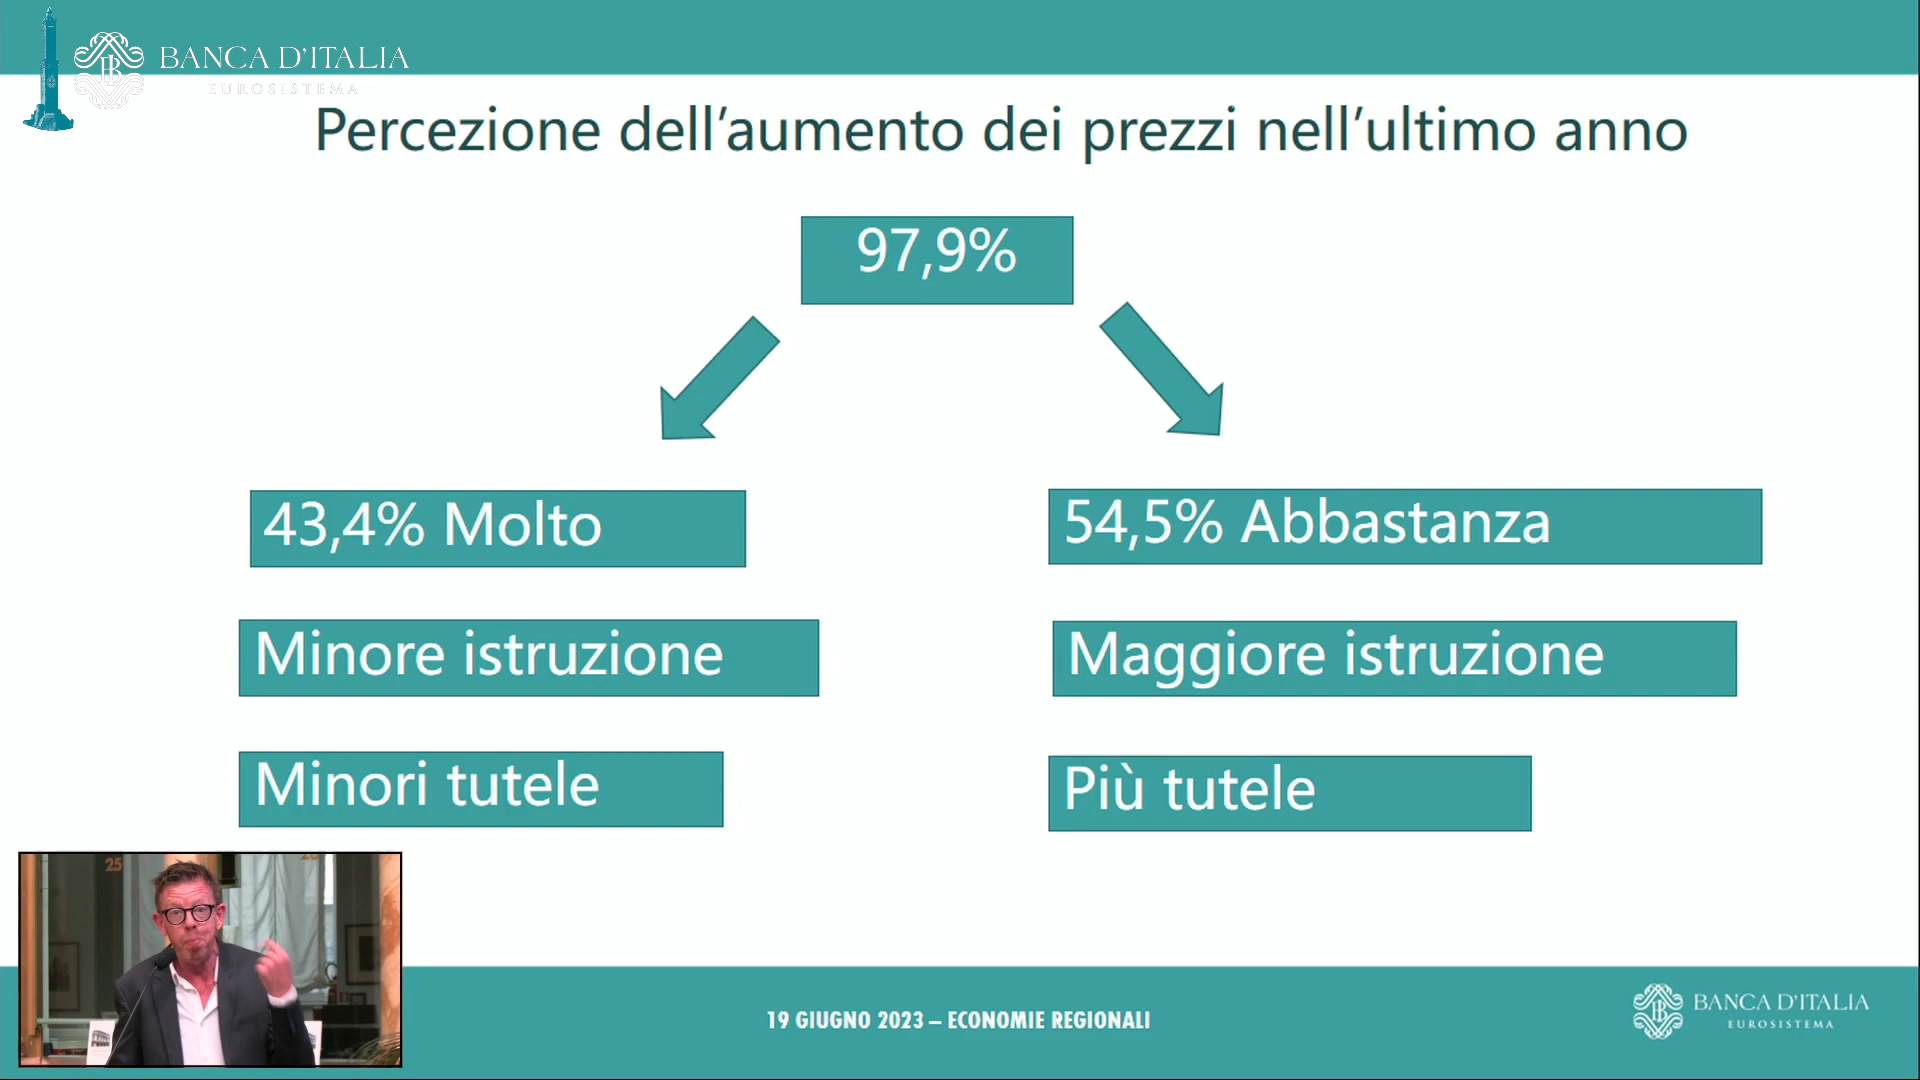 BANCA D'ITALIA
EUROSISTEMA
Percezione dell'aumento dei prezzi nell'ultimo anno
97,9%
43,4% Molto
54,5% Abbastanza
Minore istruzione
Maggiore istruzione
Minori tutele
Più tutele
25
19 GIUGNO 2023 – ECONOMIE REGIONALI
BANCA D'ITALIA
EUROSISTEMA